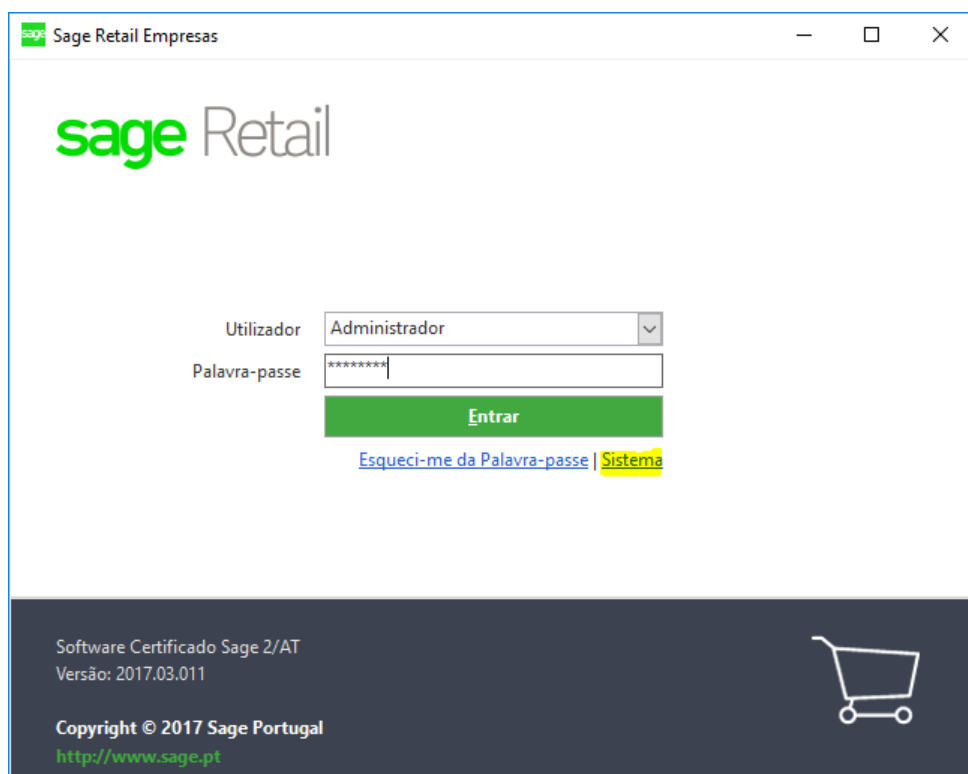 sage Sage Retail Empresas
sage Retail
Utilizador Administrador
Palavra-passe ********
Entrar
Esqueci-me da Palavra-passe | Sistema
Software Certificado Sage 2/AT
Versão: 2017.03.011
Copyright © 2017 Sage Portugal
http://www.sage.pt